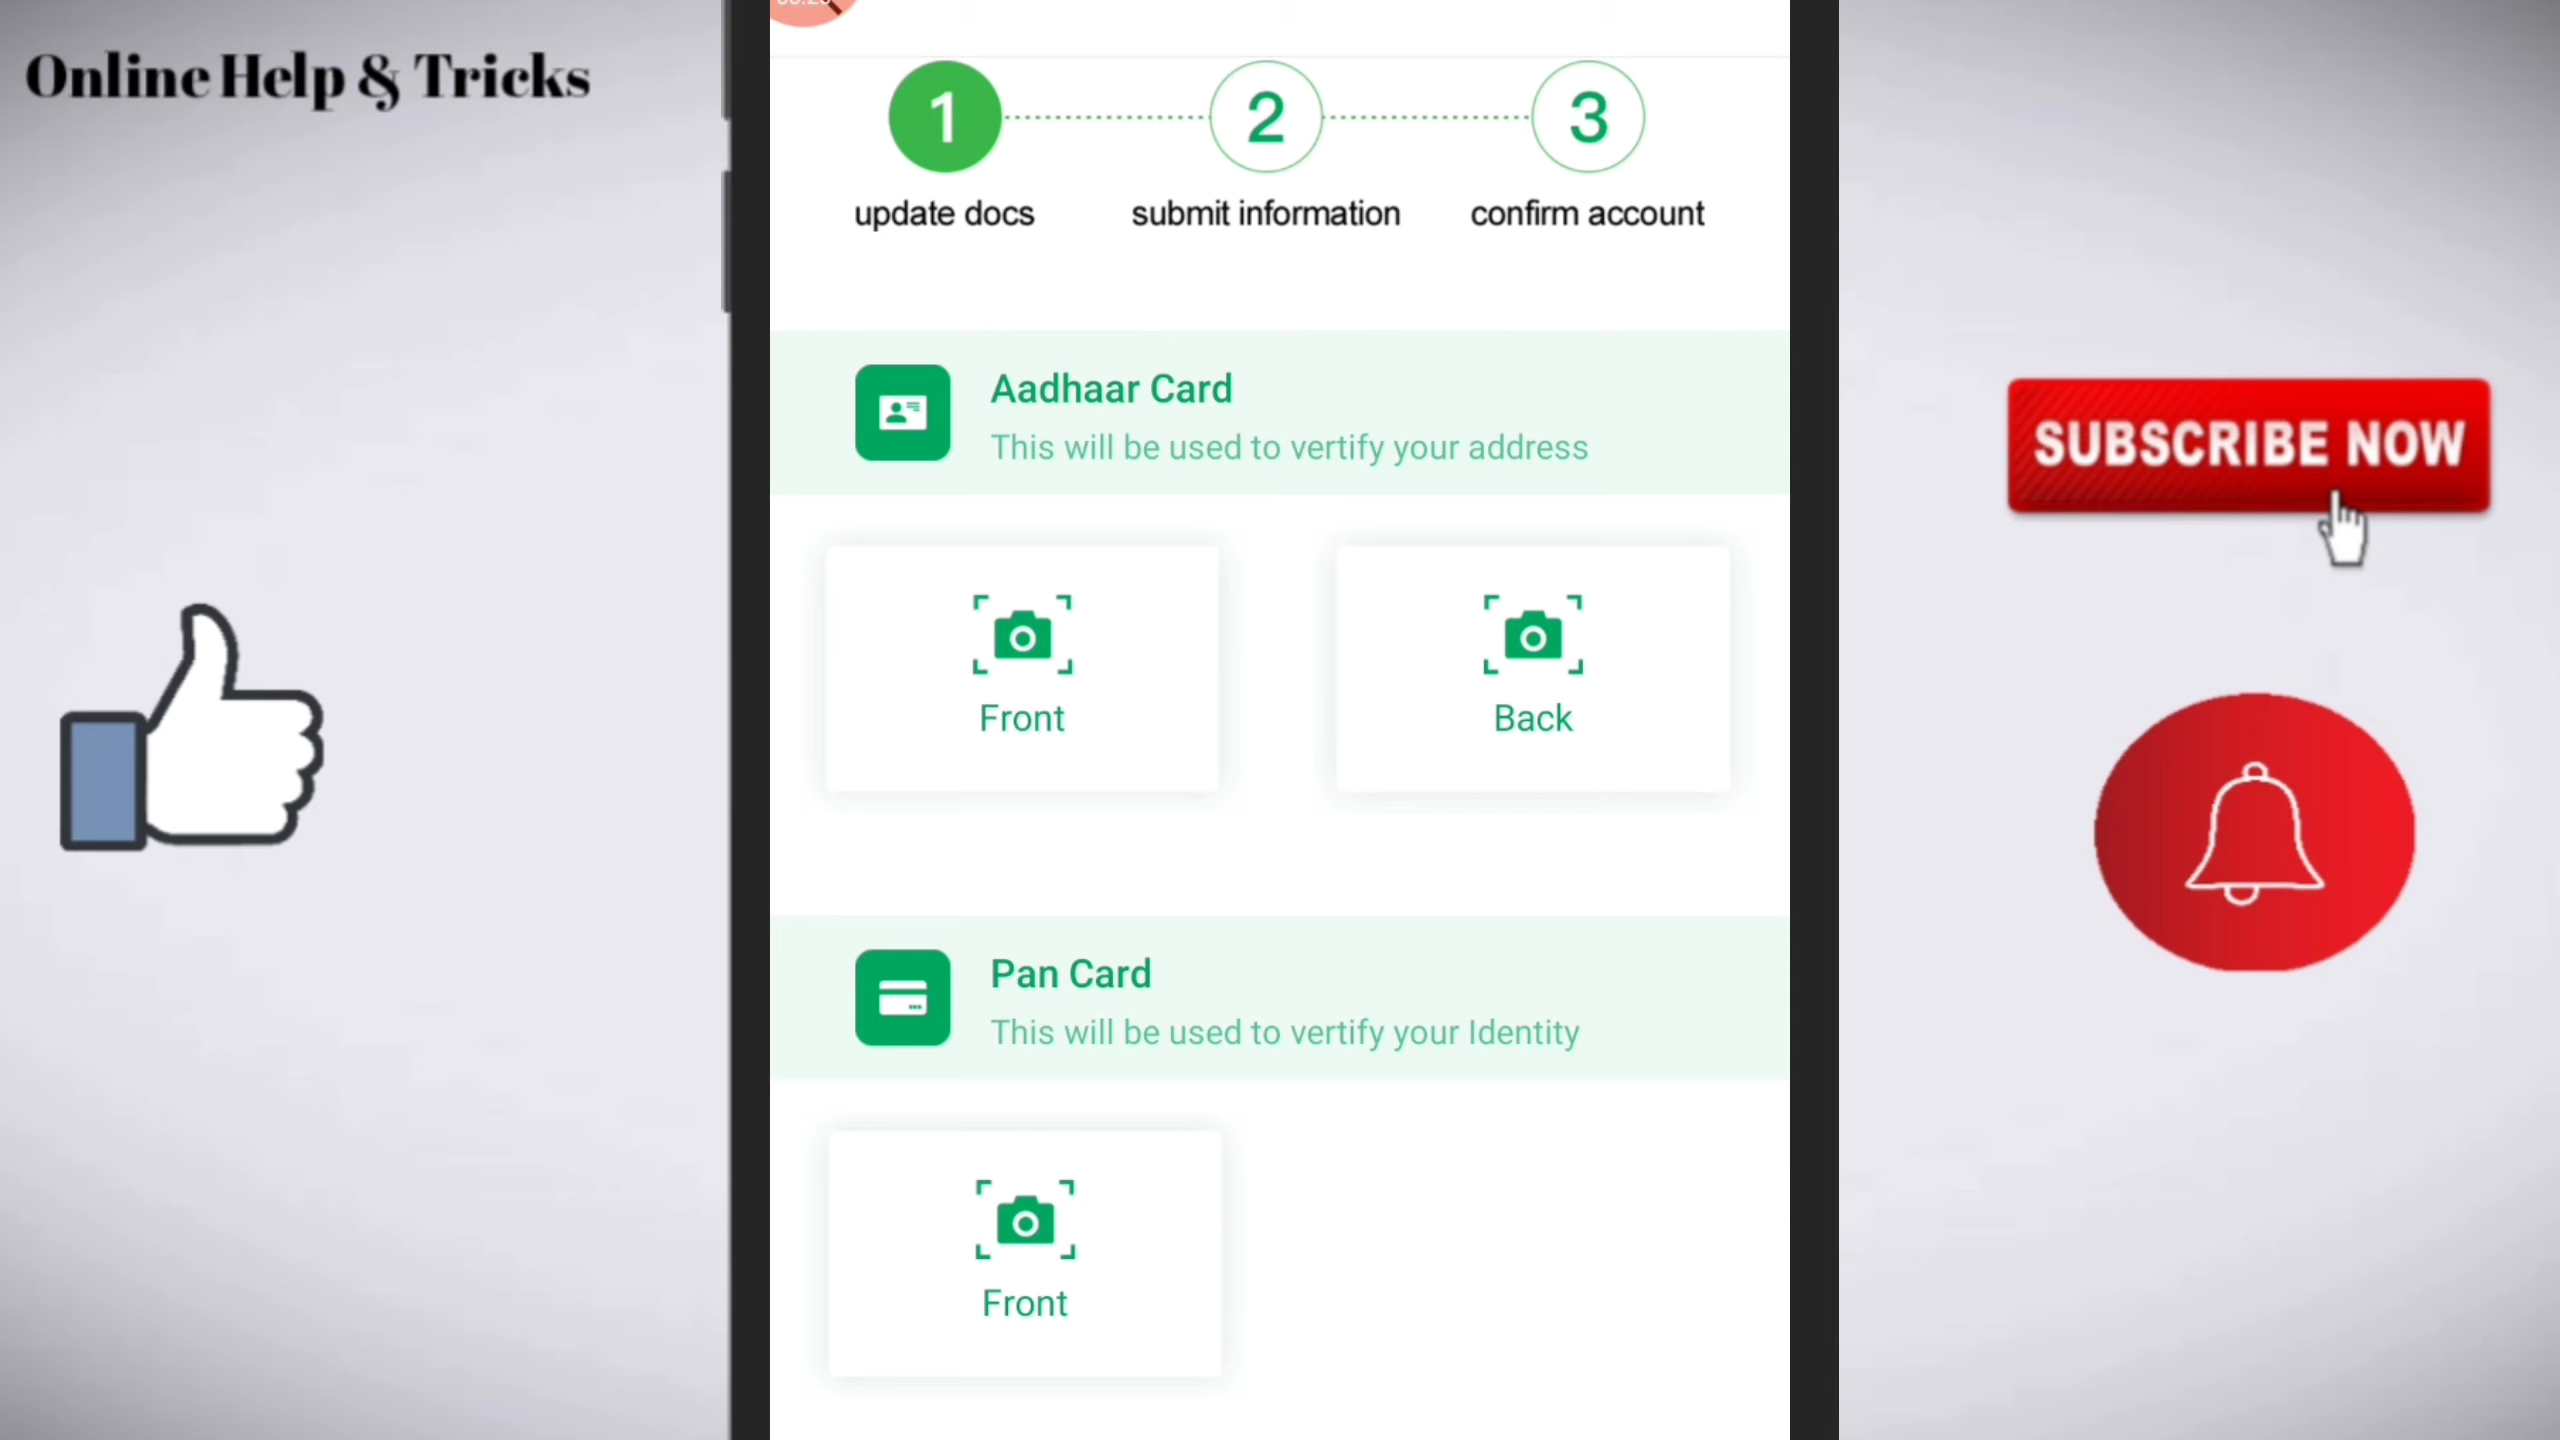 Online Help & Tricks
1
2
3
update docs
submit information
confirm account
Aadhaar Card
This will be used to vertify your address
SUBSCRIBE NOW
Front
Back
Pan Card
This will be used to vertify your Identity
Front